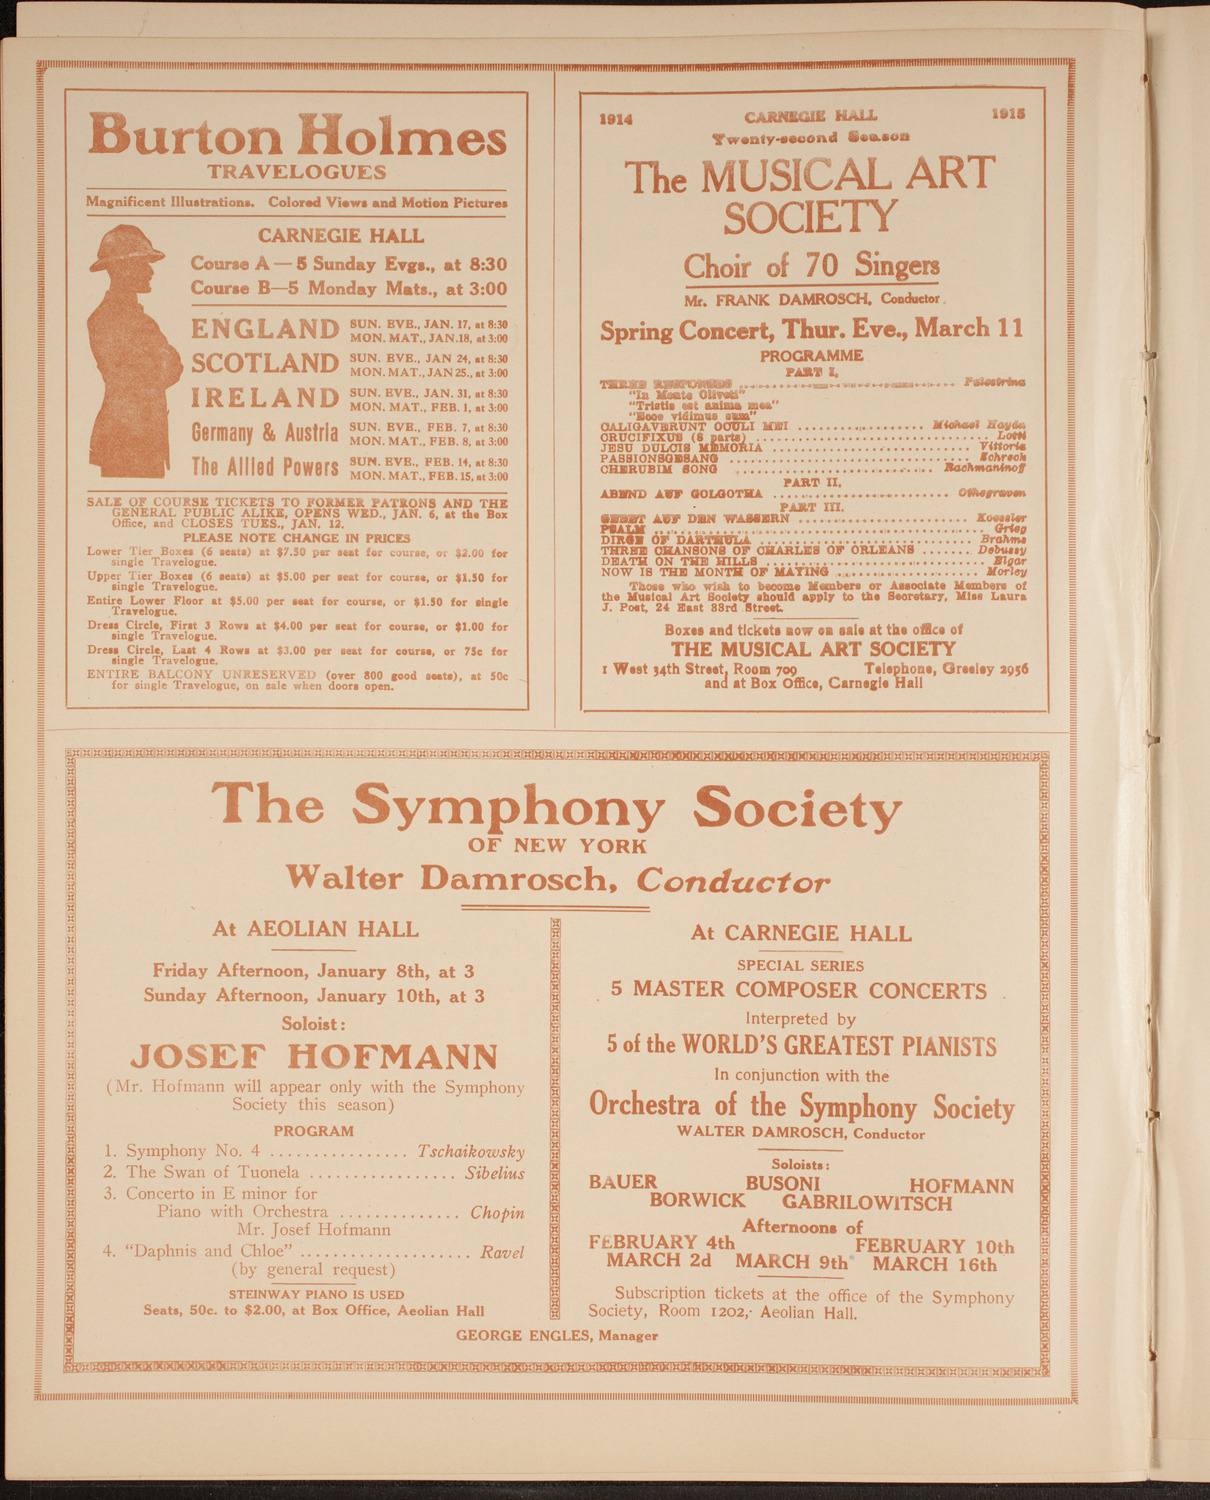 Burton Holmes
TRAVELOGUES
Magnificent Illustrations. Colored Views and Motion Pictures
CARNEGIE HALL
Course A — 5 Sunday Evgs., at 8:30
Course B—5 Monday Mats., at 3:00
ENGLAND SUN. EVE., JAN. 17, at 8:30
MON. MAT., JAN. 18, at 3:00
SCOTLAND SUN. EVE., JAN 24, at 8:30
MON. MAT., JAN 25., at 3:00
IRELAND SUN. EVE., JAN. 31, at 8:30
MON. MAT., FEB. 1, at 3:00
Germany & Austria SUN. EVE., FEB. 7, at 8:30
MON. MAT., FEB. 8, at 3:00
The Allied Powers SUN. EVE., FEB. 14, at 8:30
MON. MAT., FEB. 15, at 3:00
SALE OF COURSE TICKETS TO FORMER PATRONS AND THE
GENERAL PUBLIC ALIKE, OPENS WED., JAN. 6, at the Box
Office, and CLOSES TUES., JAN. 12.
PLEASE NOTE CHANGE IN PRICES
Lower Tier Boxes (6 seats) at $7.50 per seat for course, or $2.00 for
single Travelogue.
Upper Tier Boxes (6 seats) at $5.00 per seat for course, or $1.50 for
single Travelogue.
Entire Lower Floor at $5.00 per seat for course, or $1.50 for single
Travelogue.
Dress Circle, First 3 Rows at $4.00 per seat for course, or $1.00 for
single Travelogue.
Dress Circle, Last 4 Rows at $3.00 per seat for course, or 75c for
single Travelogue.
ENTIRE BALCONY UNRESERVED (over 800 good seats), at 50c
for single Travelogue, on sale when doors open.
1914 CARNEGIE HALL 1915
Twenty-second Season
The MUSICAL ART
SOCIETY
Choir of 70 Singers
Mr. FRANK DAMROSCH, Conductor.
Spring Concert, Thur. Eve., March 11
PROGRAMME
PART I.
THREE RESPONSES .......... Palestrina
"In Monte Oliveti"
"Tristis est anima mea"
"Ecce vidimus eum"
CALIGAVERUNT OCULI MEI .......... Michael Haydn
CRUCIFIXUS (8 parts) .......... Lotti
JESU DULCIS MEMORIA .......... Vittoria
PASSIONSGESANG .......... Schreck
CHERUBIM SONG .......... Rachmaninoff
PART II.
ABEND AUF GOLGOTHA .......... Othegraven
PART III.
GEBET AUF DEN WASSERN .......... Koessler
PSALM .......... Grieg
DIRGE OF DARTHULA .......... Brahms
THREE CHANSONS OF CHARLES OF ORLEANS ....... Debussy
DEATH ON THE HILLS .......... Elgar
NOW IS THE MONTH OF MAYING .......... Morley
Those who wish to become Members or Associate Members of
the Musical Art Society should apply to the Secretary, Miss Laura
J. Post, 24 East 83rd Street.
Boxes and tickets now on sale at the office of
THE MUSICAL ART SOCIETY
1 West 34th Street, Room 709 Telephone, Greeley 2956
and at Box Office, Carnegie Hall
The Symphony Society
OF NEW YORK
Walter Damrosch, Conductor
At AEOLIAN HALL
Friday Afternoon, January 8th, at 3
Sunday Afternoon, January 10th, at 3
Soloist:
JOSEF HOFMANN
(Mr. Hofmann will appear only with the Symphony
Society this season)
PROGRAM
1. Symphony No. 4 ................ Tschaikowsky
2. The Swan of Tuonela ................. Sibelius
3. Concerto in E minor for
Piano with Orchestra .............. Chopin
Mr. Josef Hofmann
4. "Daphnis and Chloe" .................... Ravel
(by general request)
STEINWAY PIANO IS USED
Seats, 50c. to $2.00, at Box Office, Aeolian Hall
At CARNEGIE HALL
SPECIAL SERIES
5 MASTER COMPOSER CONCERTS
Interpreted by
5 of the WORLD'S GREATEST PIANISTS
In conjunction with the
Orchestra of the Symphony Society
WALTER DAMROSCH, Conductor
Soloists:
BAUER BUSONI HOFMANN
BORWICK GABRILOWITSCH
Afternoons of
FEBRUARY 4th FEBRUARY 10th
MARCH 2d MARCH 9th MARCH 16th
Subscription tickets at the office of the Symphony
Society, Room 1202, Aeolian Hall.
GEORGE ENGLES, Manager